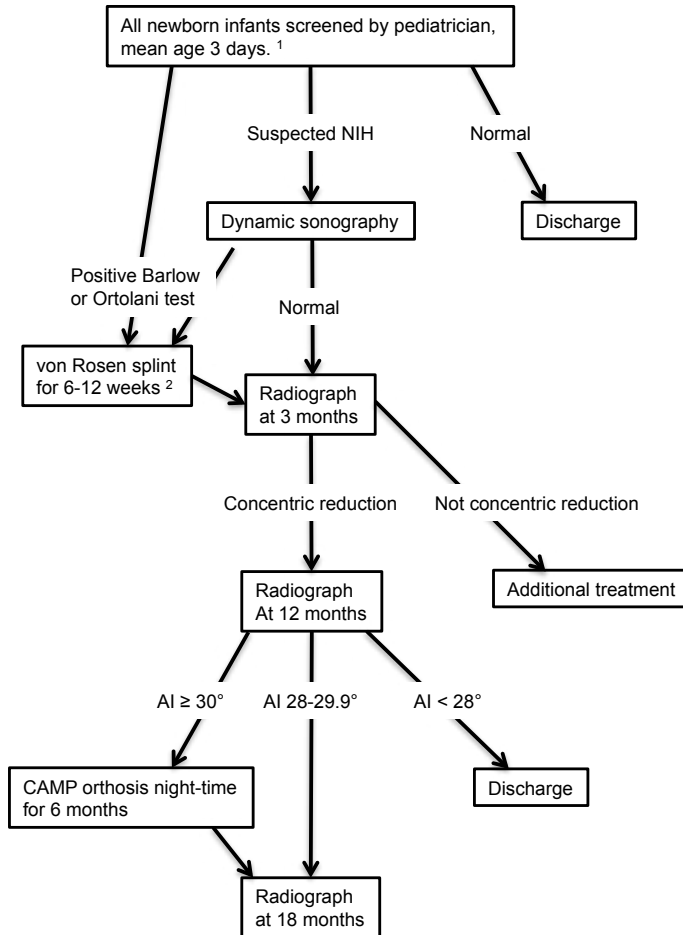 All newborn infants screened by pediatrician,
mean age 3 days. 1
Suspected NIH
Normal
Dynamic sonography
Discharge
Positive Barlow
or Ortolani test
Normal
von Rosen splint
for 6-12 weeks 2
Radiograph
at 3 months
Concentric reduction
Not concentric reduction
Radiograph
At 12 months
Additional treatment
AI ≥ 30°
AI 28-29.9°
AI < 28°
CAMP orthosis night-time
for 6 months
Discharge
Radiograph
at 18 months